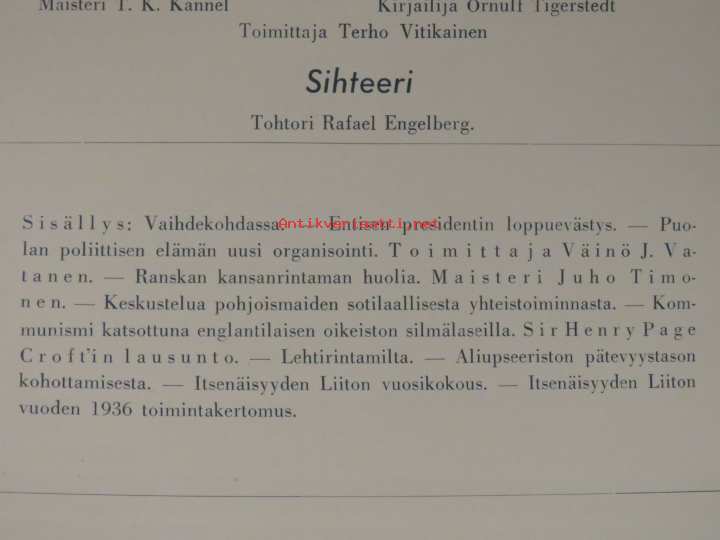 Maisteri T. K. Kannel Kirjailija Örnulf Tigerstedt
Toimittaja Terho Vitikainen
Sihteeri
Tohtori Rafael Engelberg.
Sisällys: Vaihdekohdassa. — Entisen presidentin loppuevästys. — Puo-
lan poliittisen elämän uusi organisointi. Toimittaja Väinö J. Va-
tanen. — Ranskan kansanrintaman huolia. Maisteri Juho Timo-
nen. — Keskustelua pohjoismaiden sotilaallisesta yhteistoiminnasta. — Kom-
munismi katsottuna englantilaisen oikeiston silmälaseilla. Sir Henry Page
Croft'in lausunto. — Lehtirintamilta. — Aliupseeriston pätevyystason
kohottamisesta. — Itsenäisyyden Liiton vuosikokous. — Itsenäisyyden Liiton
vuoden 1936 toimintakertomus.
Antikvariaatti.net